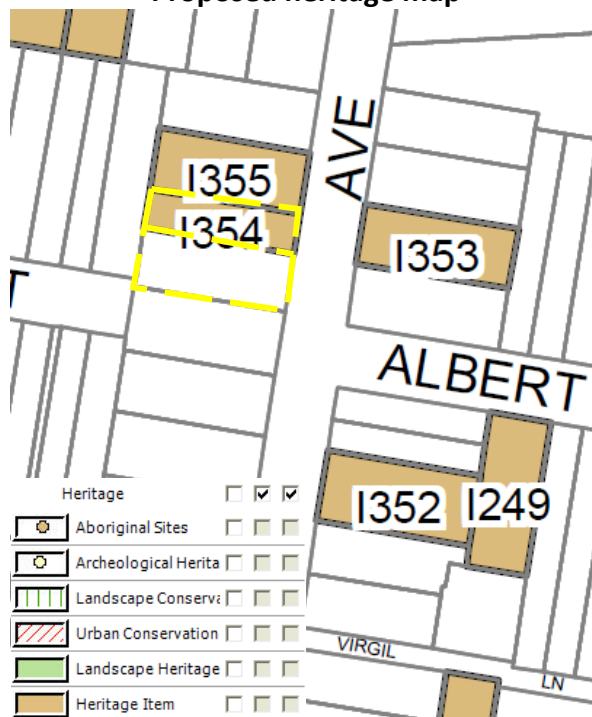 Proposed heritage map
AVE
I355
I354
I353
T
ALBERT
I352
I249
VIRGIL
LN
Heritage
Aboriginal Sites
Archeological Herita
Landscape Conserva
Urban Conservation
Landscape Heritage
Heritage Item